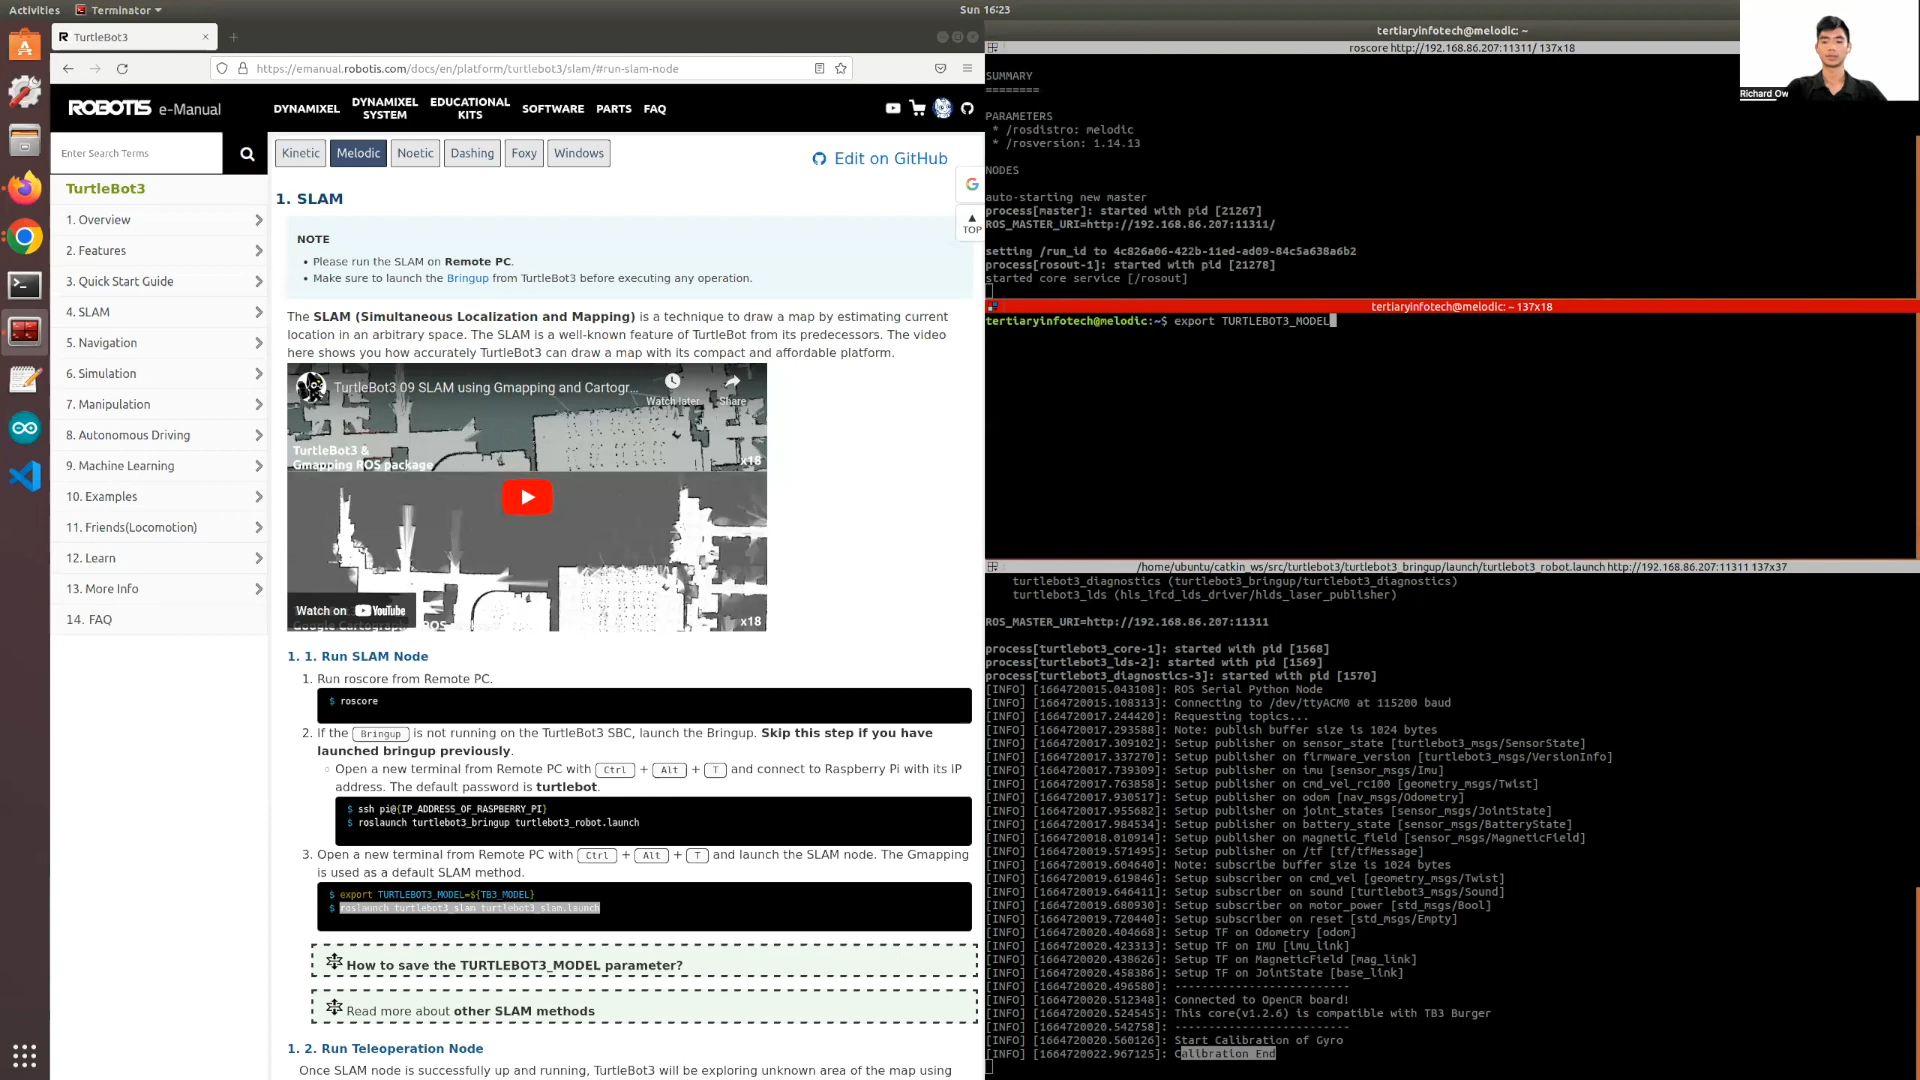 Activities
Terminator
Sun 16:23
TurtleBot3
https://emanual.robotis.com/docs/en/platform/turtlebot3/slam/#run-slam-node
ROBOTIS e-Manual
DYNAMIXEL
DYNAMIXEL SYSTEM
EDUCATIONAL KITS
SOFTWARE
PARTS
FAQ
Enter Search Terms
TurtleBot3
1. Overview
2. Features
3. Quick Start Guide
4. SLAM
5. Navigation
6. Simulation
7. Manipulation
8. Autonomous Driving
9. Machine Learning
10. Examples
11. Friends(Locomotion)
12. Learn
13. More Info
14. FAQ
Kinetic
Melodic
Noetic
Dashing
Foxy
Windows
Edit on GitHub
TOP
1. SLAM
NOTE
• Please run the SLAM on Remote PC.
• Make sure to launch the Bringup from TurtleBot3 before executing any operation.
The SLAM (Simultaneous Localization and Mapping) is a technique to draw a map by estimating current
location in an arbitrary space. The SLAM is a well-known feature of TurtleBot from its predecessors. The video
here shows you how accurately TurtleBot3 can draw a map with its compact and affordable platform.
TurtleBot3 09 SLAM using Gmapping and Cartogr...
Watch later
Share
TurtleBot3 &
Gmapping ROS package
x18
Watch on YouTube
x18
1. 1. Run SLAM Node
1. Run roscore from Remote PC.
$ roscore
2. If the Bringup is not running on the TurtleBot3 SBC, launch the Bringup. Skip this step if you have
launched bringup previously.
Open a new terminal from Remote PC with Ctrl + Alt + T and connect to Raspberry Pi with its IP
address. The default password is turtlebot.
$ ssh pi@{IP_ADDRESS_OF_RASPBERRY_PI}
$ roslaunch turtlebot3_bringup turtlebot3_robot.launch
3. Open a new terminal from Remote PC with Ctrl + Alt + T and launch the SLAM node. The Gmapping
is used as a default SLAM method.
$ export TURTLEBOT3_MODEL=${TB3_MODEL}
$ roslaunch turtlebot3_slam turtlebot3_slam.launch
How to save the TURTLEBOT3_MODEL parameter?
Read more about other SLAM methods
1. 2. Run Teleoperation Node
Once SLAM node is successfully up and running, TurtleBot3 will be exploring unknown area of the map using
tertiaryinfotech@melodic: ~
roscore http://192.168.86.207:11311/ 137x18
Richard Ow
SUMMARY
========
PARAMETERS
* /rosdistro: melodic
* /rosversion: 1.14.13
NODES
auto-starting new master
process[master]: started with pid [21267]
ROS_MASTER_URI=http://192.168.86.207:11311/
setting /run_id to 4c826a06-422b-11ed-ad09-84c5a638a6b2
process[rosout-1]: started with pid [21278]
started core service [/rosout]
tertiaryinfotech@melodic: ~ 137x18
tertiaryinfotech@melodic:~$ export TURTLEBOT3_MODEL
/home/ubuntu/catkin_ws/src/turtlebot3/turtlebot3_bringup/launch/turtlebot3_robot.launch http://192.168.86.207:11311 137x37
turtlebot3_diagnostics (turtlebot3_bringup/turtlebot3_diagnostics)
turtlebot3_lds (hls_lfcd_lds_driver/hlds_laser_publisher)
ROS_MASTER_URI=http://192.168.86.207:11311
process[turtlebot3_core-1]: started with pid [1568]
process[turtlebot3_lds-2]: started with pid [1569]
process[turtlebot3_diagnostics-3]: started with pid [1570]
[INFO] [1664720015.043108]: ROS Serial Python Node
[INFO] [1664720015.108313]: Connecting to /dev/ttyACM0 at 115200 baud
[INFO] [1664720017.244420]: Requesting topics...
[INFO] [1664720017.293588]: Note: publish buffer size is 1024 bytes
[INFO] [1664720017.309102]: Setup publisher on sensor_state [turtlebot3_msgs/SensorState]
[INFO] [1664720017.337270]: Setup publisher on firmware_version [turtlebot3_msgs/VersionInfo]
[INFO] [1664720017.739309]: Setup publisher on imu [sensor_msgs/Imu]
[INFO] [1664720017.763858]: Setup publisher on cmd_vel_rc100 [geometry_msgs/Twist]
[INFO] [1664720017.930517]: Setup publisher on odom [nav_msgs/Odometry]
[INFO] [1664720017.955682]: Setup publisher on joint_states [sensor_msgs/JointState]
[INFO] [1664720017.984534]: Setup publisher on battery_state [sensor_msgs/BatteryState]
[INFO] [1664720018.010914]: Setup publisher on magnetic_field [sensor_msgs/MagneticField]
[INFO] [1664720019.571495]: Setup publisher on /tf [tf/tfMessage]
[INFO] [1664720019.604640]: Note: subscribe buffer size is 1024 bytes
[INFO] [1664720019.619846]: Setup subscriber on cmd_vel [geometry_msgs/Twist]
[INFO] [1664720019.646411]: Setup subscriber on sound [turtlebot3_msgs/Sound]
[INFO] [1664720019.680930]: Setup subscriber on motor_power [std_msgs/Bool]
[INFO] [1664720019.720440]: Setup subscriber on reset [std_msgs/Empty]
[INFO] [1664720020.404668]: Setup TF on Odometry [odom]
[INFO] [1664720020.423313]: Setup TF on IMU [imu_link]
[INFO] [1664720020.438626]: Setup TF on MagneticField [mag_link]
[INFO] [1664720020.458386]: Setup TF on JointState [base_link]
[INFO] [1664720020.496580]: --------------------------
[INFO] [1664720020.512348]: Connected to OpenCR board!
[INFO] [1664720020.524545]: This core(v1.2.6) is compatible with TB3 Burger
[INFO] [1664720020.542758]: --------------------------
[INFO] [1664720020.560126]: Start Calibration of Gyro
[INFO] [1664720022.967125]: Calibration End